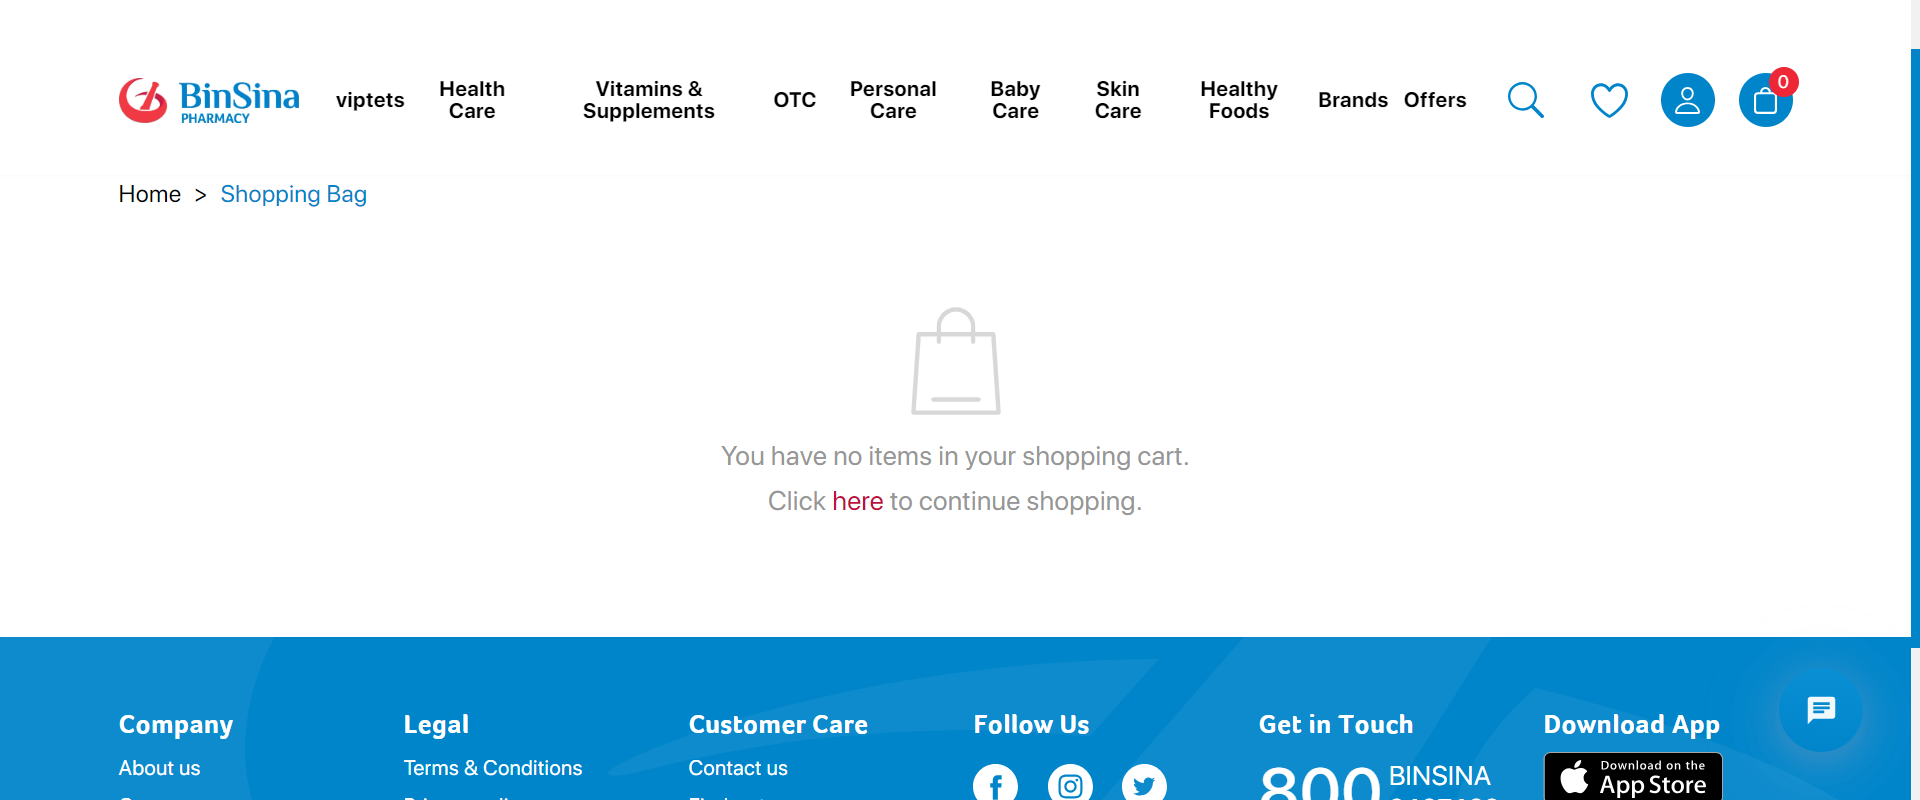 BinSina
PHARMACY
viptets
Health
Care
Vitamins &
Supplements
OTC
Personal
Care
Baby
Care
Skin
Care
Healthy
Foods
Brands
Offers
0
Home > Shopping Bag
You have no items in your shopping cart.
Click here to continue shopping.
Company
About us
Legal
Terms & Conditions
Customer Care
Contact us
Follow Us
Get in Touch
800 BINSINA
Download App
Download on the
App Store